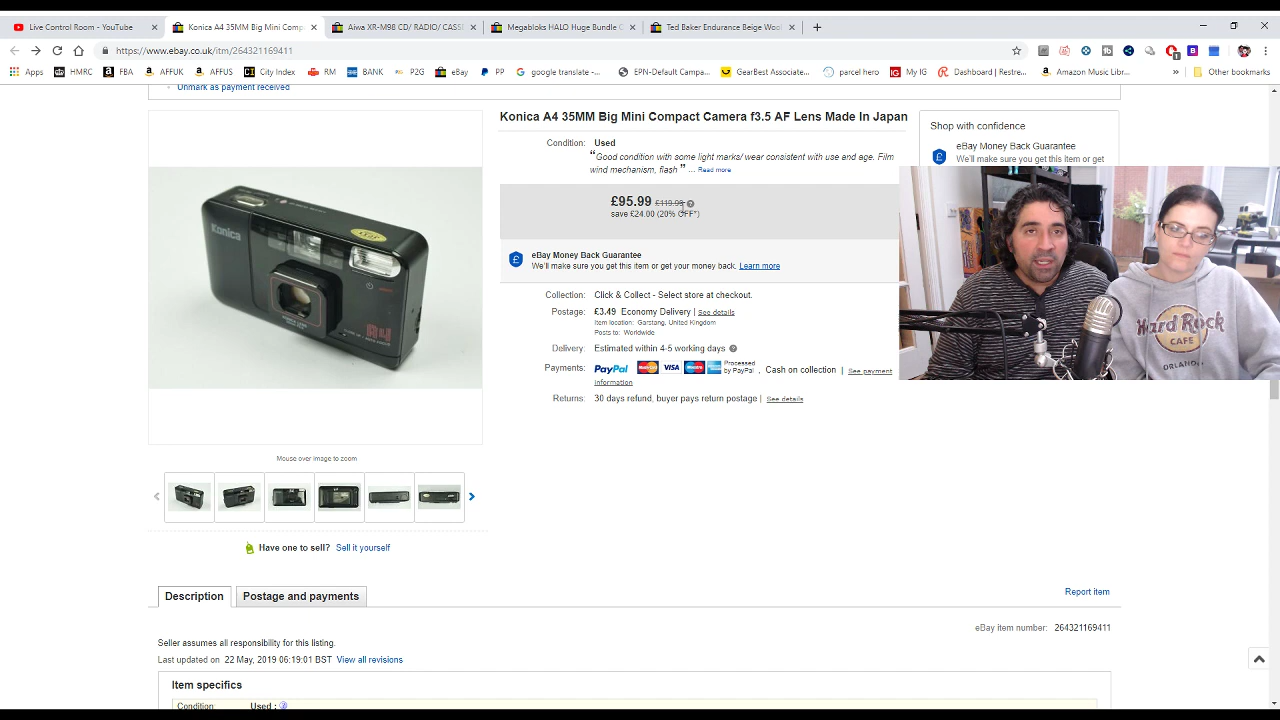 Live Control Room - YouTube
Konica A4 35MM Big Mini Comp
Aiwa XR-M98 CD/ RADIO/ CASS
Megabloks HALO Huge Bundle C
Ted Baker Endurance Beige Wool
https://www.ebay.co.uk/itm/264321169411
Apps HMRC FBA AFFUK AFFUS City Index RM BANK P2G eBay PP google translate -... EPN-Default Campa... GearBest Associate... parcel hero My IG Dashboard | Restre... Amazon Music Libr... » Other bookmarks
Unmark as payment received
Konica A4 35MM Big Mini Compact Camera f3.5 AF Lens Made In Japan
Condition: Used
"Good condition with some light marks/ wear consistent with use and age. Film
wind mechanism, flash " ... Read more
£95.99 £119.99
save £24.00 (20% OFF*)
eBay Money Back Guarantee
We'll make sure you get this item or get your money back. Learn more
Collection: Click & Collect - Select store at checkout.
Postage: £3.49 Economy Delivery | See details
Item location: Garstang, United Kingdom
Posts to: Worldwide
Delivery: Estimated within 4-5 working days
Payments: PayPal VISA Processed by PayPal , Cash on collection | See payment
information
Returns: 30 days refund, buyer pays return postage | See details
Shop with confidence
eBay Money Back Guarantee
We'll make sure you get this item or get
Hard Rock
CAFE
ORLANDO
Konica
A4
Mouse over image to zoom
Have one to sell? Sell it yourself
Description
Postage and payments
Report item
eBay item number: 264321169411
Seller assumes all responsibility for this listing.
Last updated on 22 May, 2019 06:19:01 BST View all revisions
Item specifics
Condition: Used :